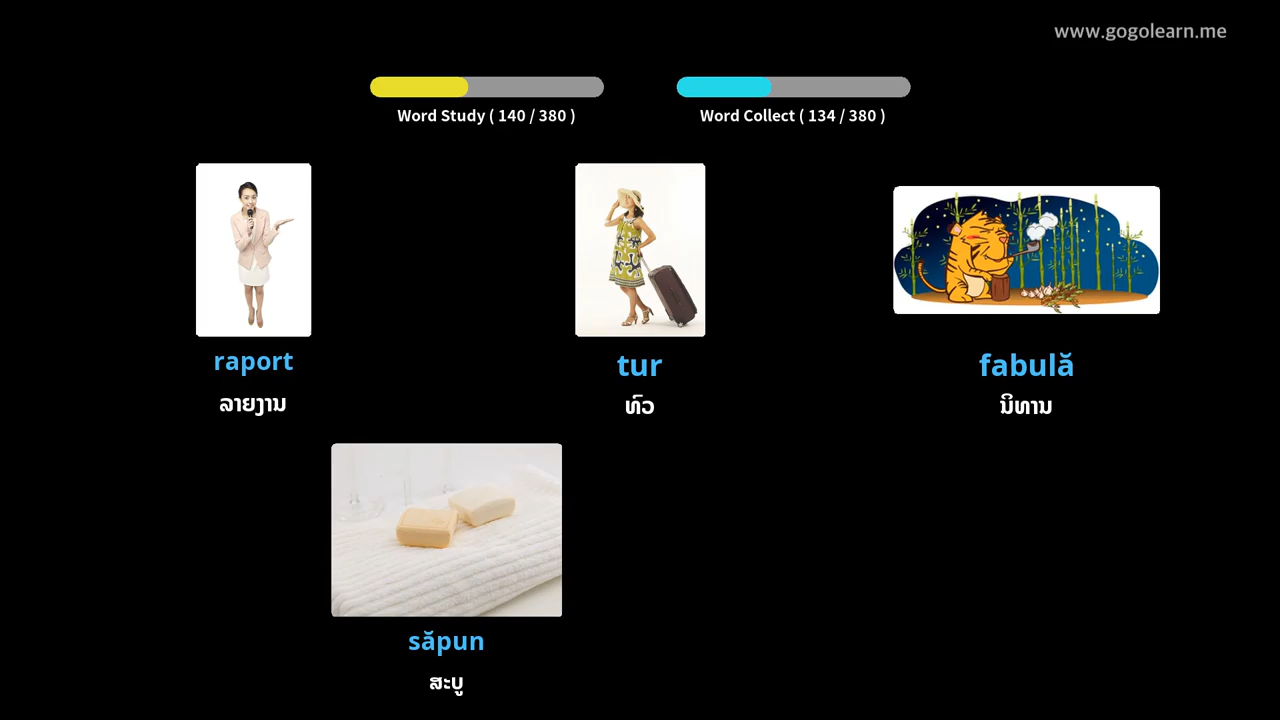 www.gogolearn.me
Word Study ( 140 / 380 )
Word Collect ( 134 / 380 )
raport
tur
fabulă
ລາຍງານ
ທົວ
ນິທານ
săpun
ສະບູ